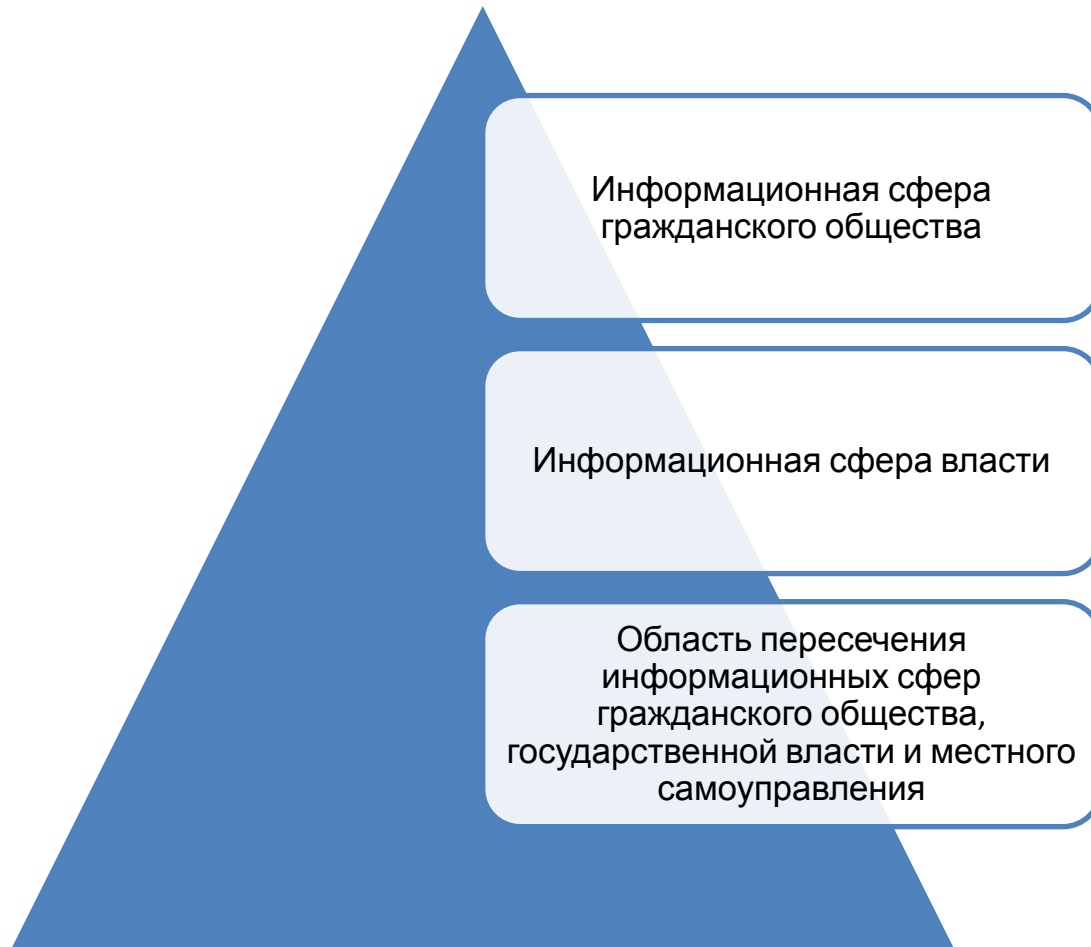 Информационная сфера
гражданского общества
Информационная сфера власти
Область пересечения
информационных сфер
гражданского общества,
государственной власти и местного
самоуправления